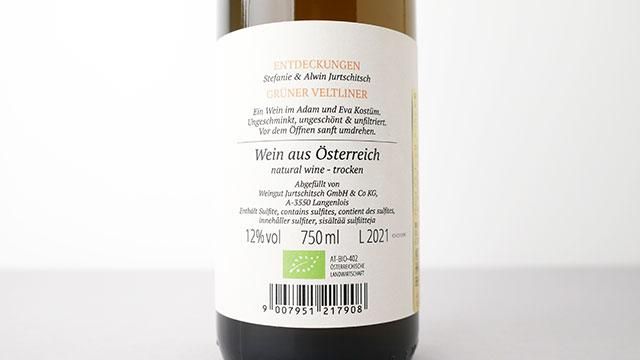 ENTDECKUNGEN
Stefanie & Alwin Jurtschitsch
GRÜNER VELTLINER
Ein Wein im Adam und Eva Kostüm.
Ungeschminkt, ungeschönt & unfiltriert.
Vor dem Öffnen sanft umdrehen.
Wein aus Österreich
natural wine - trocken
Abgefüllt von
Weingut Jurtschitsch GmbH & Co KG,
A-3550 Langenlois
Enthält Sulfite, contains sulfites, contient des sulfites,
innehåller sulfiter, sisältää sulfiitteja
12% vol 750 ml L 2021
AT-BIO-402
ÖSTERREICHISCHE
LANDWIRTSCHAFT
9 007951 217908